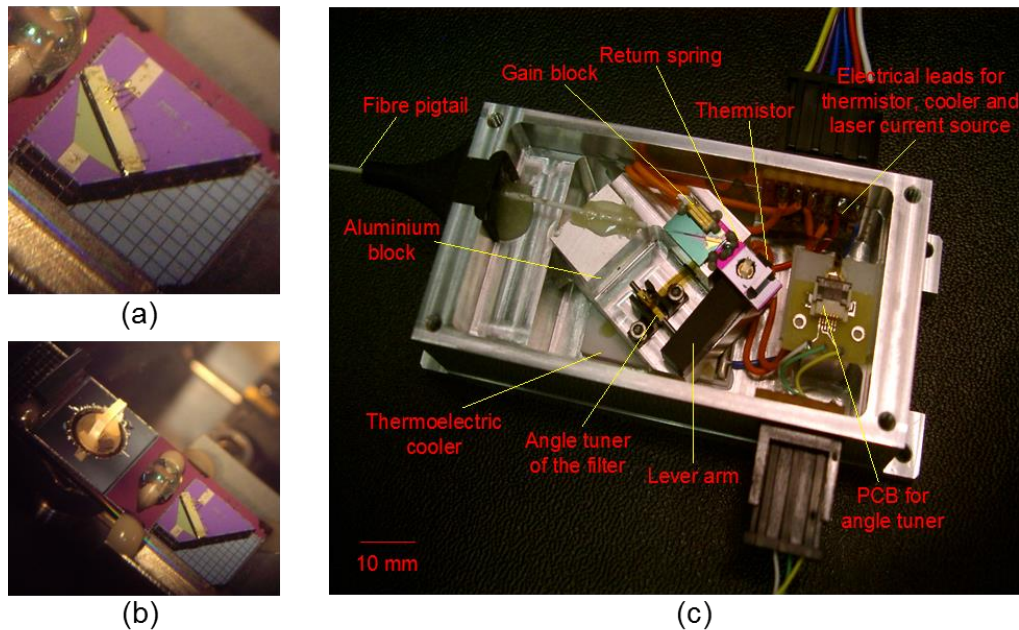 Return spring
Gain block
Thermistor
Electrical leads for
thermistor, cooler and
laser current source
Fibre pigtail
Aluminium
block
(a)
Thermoelectric
cooler
Angle tuner
of the filter
Lever arm
PCB for
angle tuner
10 mm
(b)
(c)